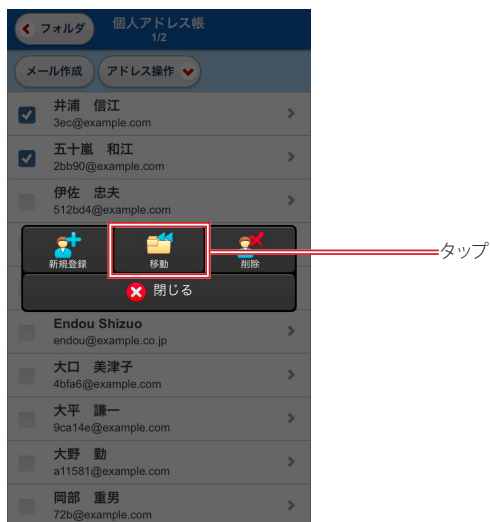 フォルダ
個人アドレス帳
1/2
メール作成
アドレス操作
井浦　信江
3ec@example.com
五十嵐　和江
2bb90@example.com
伊佐　忠夫
512bd4@example.com
新規登録
移動
削除
タップ
閉じる
Endou Shizuo
endou@example.co.jp
大口　美津子
4bfa6@example.com
大平　謙一
9ca14e@example.com
大野　勤
a11581@example.com
岡部　重男
72b@example.com